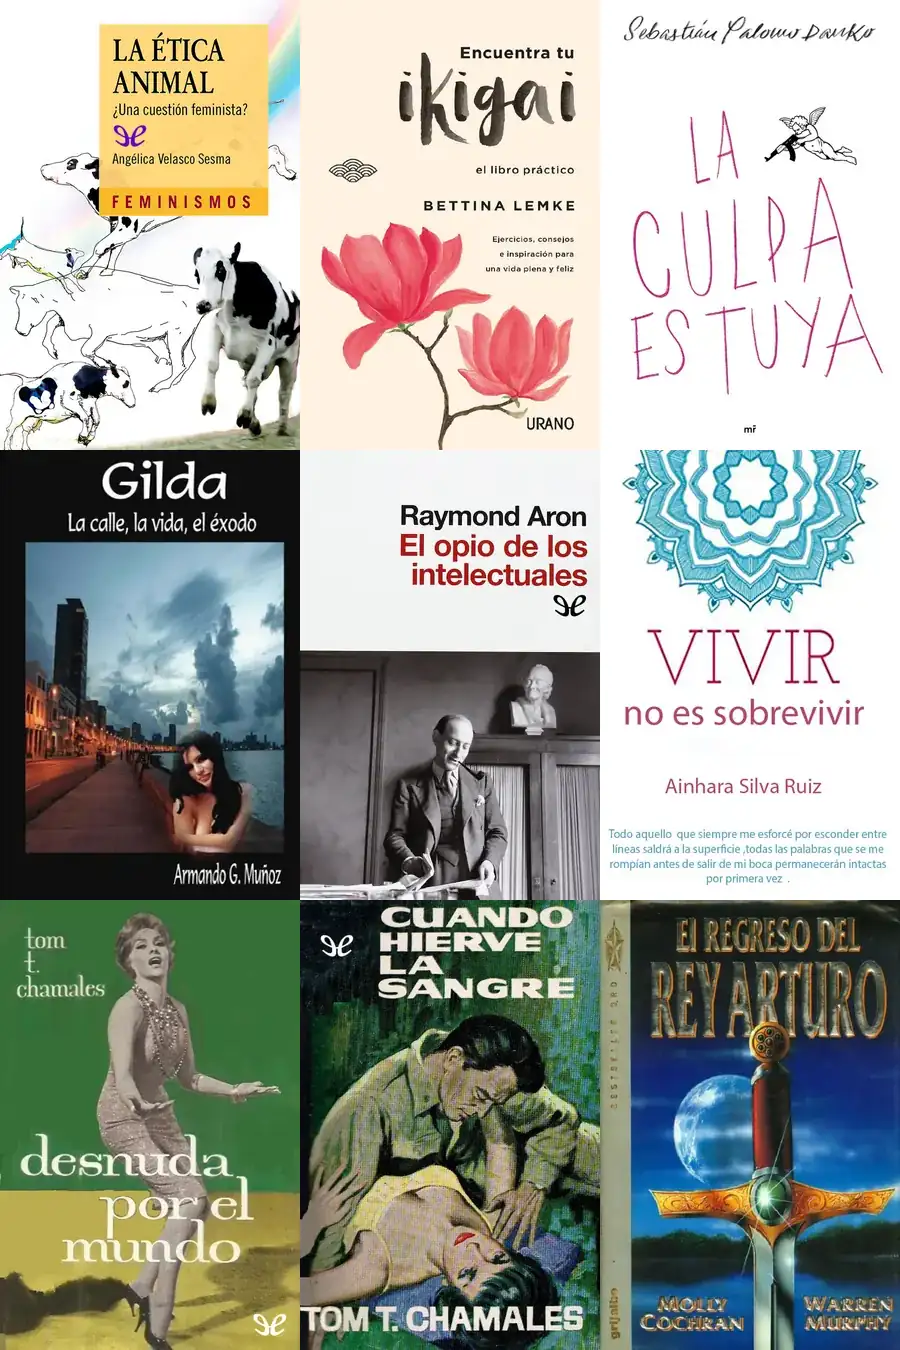 LA ÉTICA
ANIMAL
¿Una cuestión feminista?
Angélica Velasco Sesma
FEMINISMOS
Encuentra tu
ikigai
el libro práctico
BETTINA LEMKE
Ejercicios, consejos
e inspiración para
una vida plena y feliz
URANO
Sebastián Palomo Danko
LA
CULPA
ES TUYA
mr
Gilda
La calle, la vida, el éxodo
Armando G. Muñoz
Raymond Aron
El opio de los
intelectuales
VIVIR
no es sobrevivir
Ainhara Silva Ruiz
Todo aquello que siempre me esforcé por esconder entre
líneas saldrá a la superficie ,todas las palabras que se me
rompían antes de salir de mi boca permanecerán intactas
por primera vez .
tom
t.
chamales
desnuda
por el
mundo
CUANDO
HIERVE
LA
SANGRE
TOM T. CHAMALES
El REGRESO DEL
REY ARTURO
MOLLY
COCHRAN
WARREN
MURPHY
grijalbo